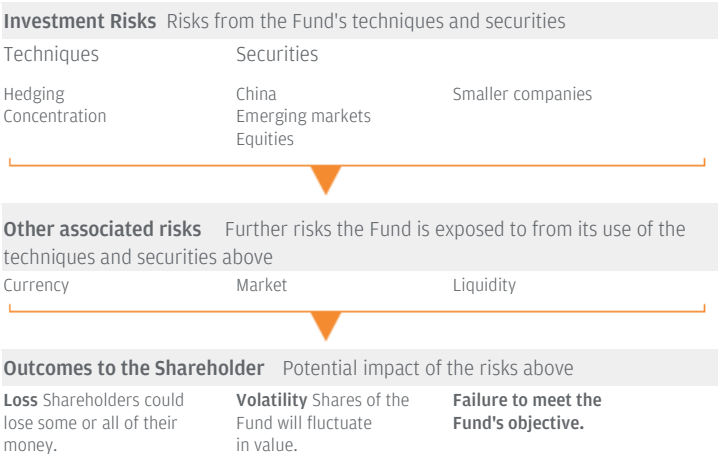 Investment Risks Risks from the Fund's techniques and securities
Techniques
Securities
Hedging
Concentration
China
Emerging markets
Equities
Smaller companies
Other associated risks Further risks the Fund is exposed to from its use of the
techniques and securities above
Currency
Market
Liquidity
Outcomes to the Shareholder Potential impact of the risks above
Loss Shareholders could
lose some or all of their
money.
Volatility Shares of the
Fund will fluctuate
in value.
Failure to meet the
Fund's objective.